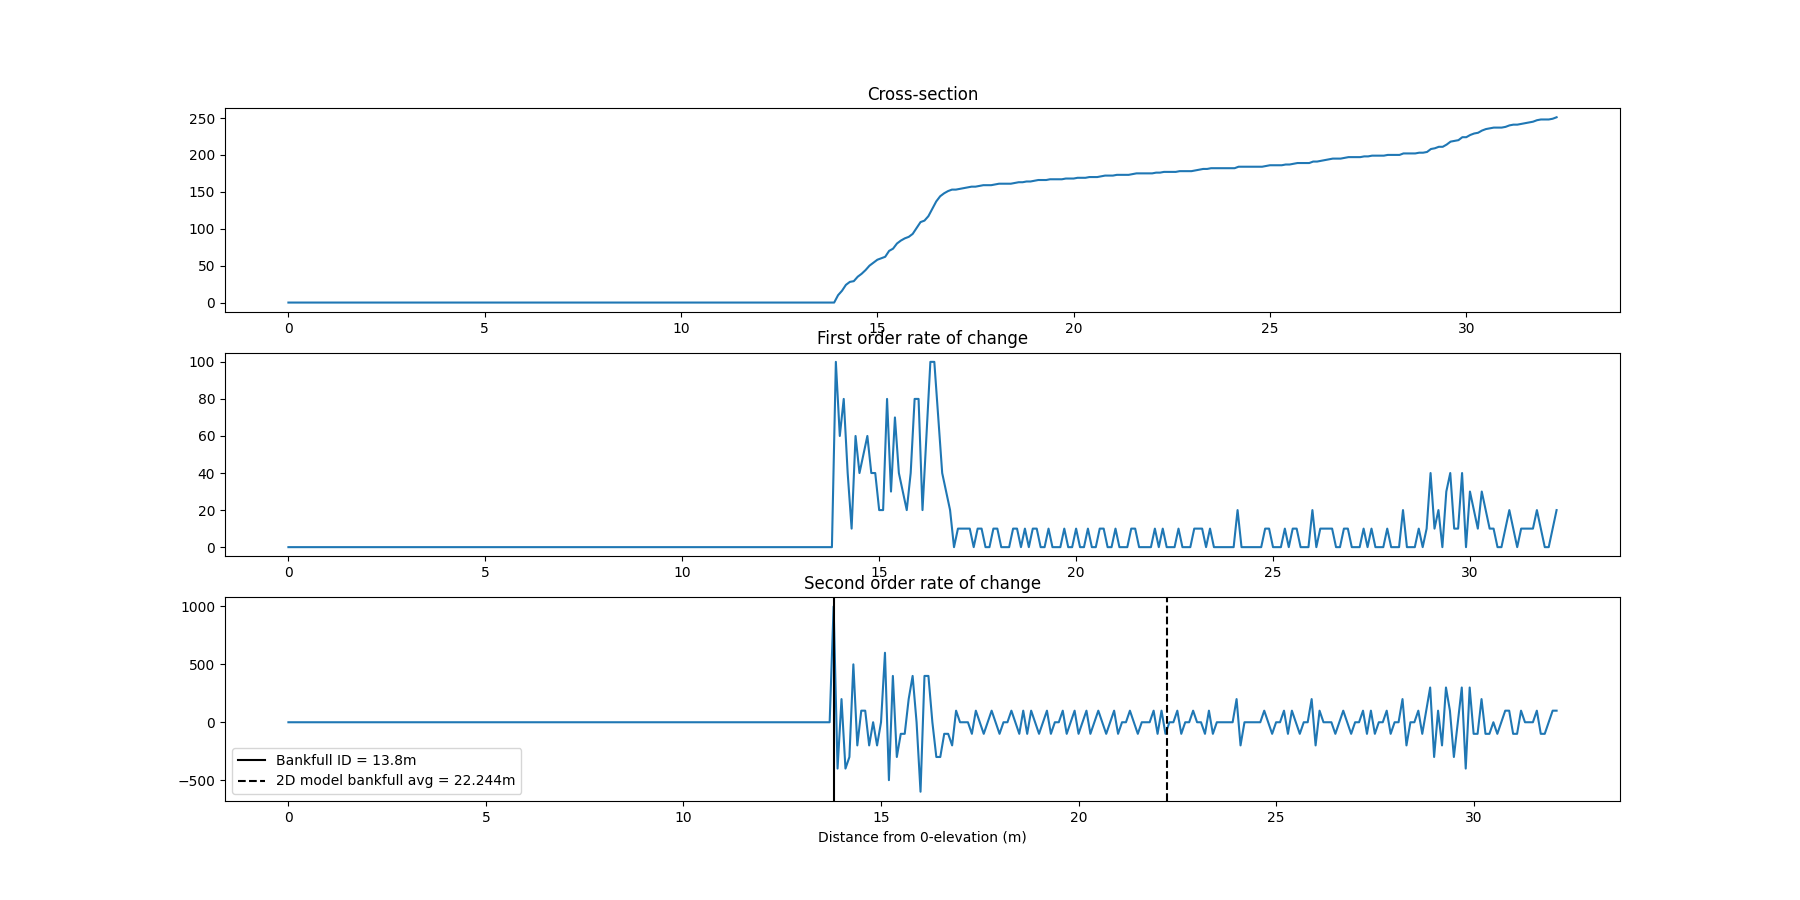 Cross-section
250
200
150
100
50
0
0 5 10 15 20 25 30
First order rate of change
100
80
60
40
20
0
0 5 10 15 20 25 30
Second order rate of change
1000
500
0
−500
Bankfull ID = 13.8m
2D model bankfull avg = 22.244m
0 5 10 15 20 25 30
Distance from 0-elevation (m)